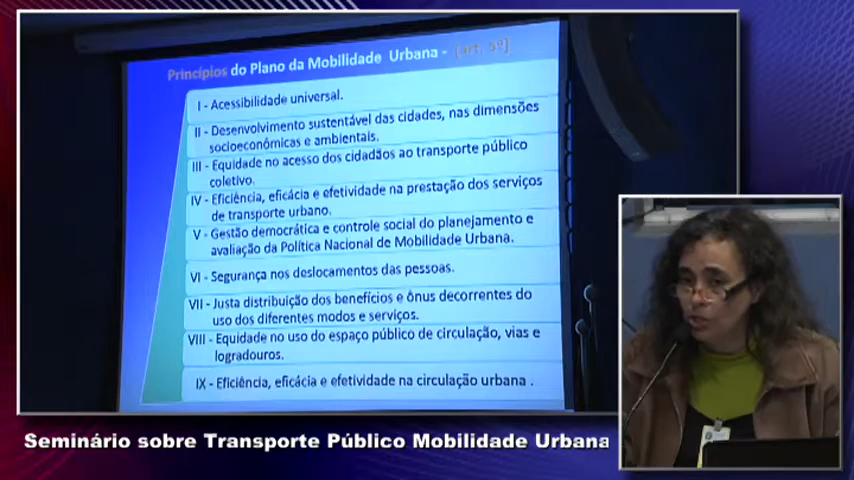 Princípios do Plano da Mobilidade Urbana - (art. 5º)
I - Acessibilidade universal.
II - Desenvolvimento sustentável das cidades, nas dimensões
socioeconômicas e ambientais.
III - Equidade no acesso dos cidadãos ao transporte público
coletivo.
IV - Eficiência, eficácia e efetividade na prestação dos serviços
de transporte urbano.
V - Gestão democrática e controle social do planejamento e
avaliação da Política Nacional de Mobilidade Urbana.
VI - Segurança nos deslocamentos das pessoas.
VII - Justa distribuição dos benefícios e ônus decorrentes do
uso dos diferentes modos e serviços.
VIII - Equidade no uso do espaço público de circulação, vias e
logradouros.
IX - Eficiência, eficácia e efetividade na circulação urbana .
Seminário sobre Transporte Público Mobilidade Urbana